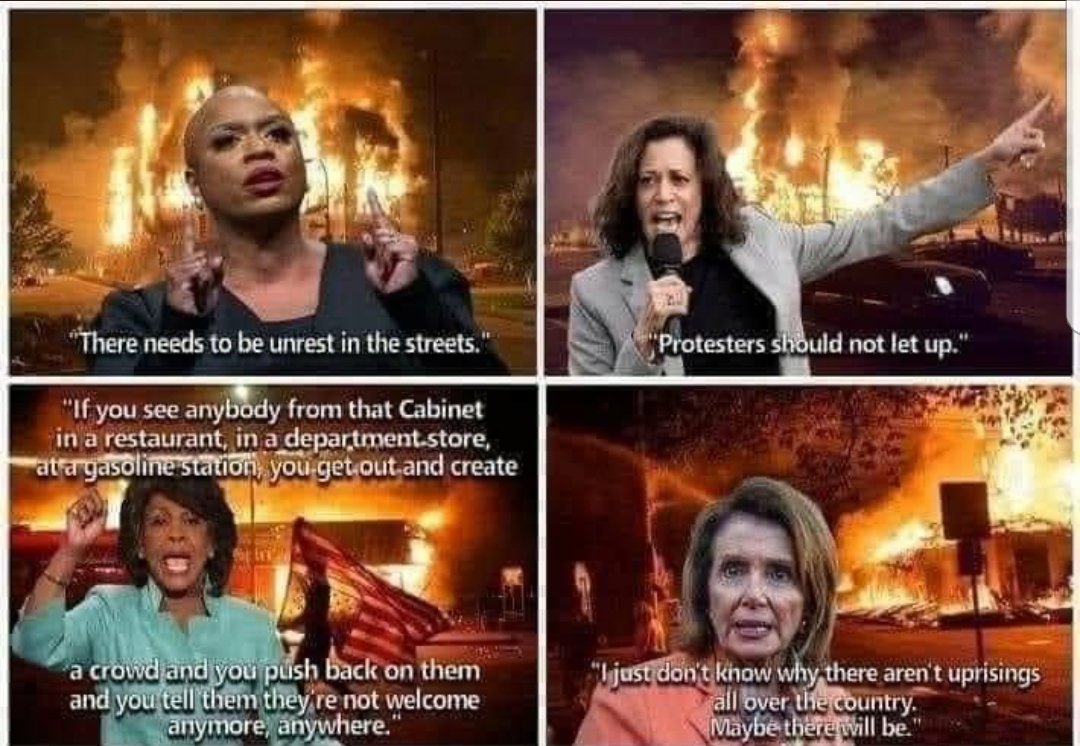 "There needs to be unrest in the streets."
"Protesters should not let up."
"If you see anybody from that Cabinet
in a restaurant, in a department store,
at a gasoline station, you get out and create
a crowd and you push back on them
and you tell them they're not welcome
anymore, anywhere."
"I just don't know why there aren't uprisings
all over the country.
Maybe there will be."